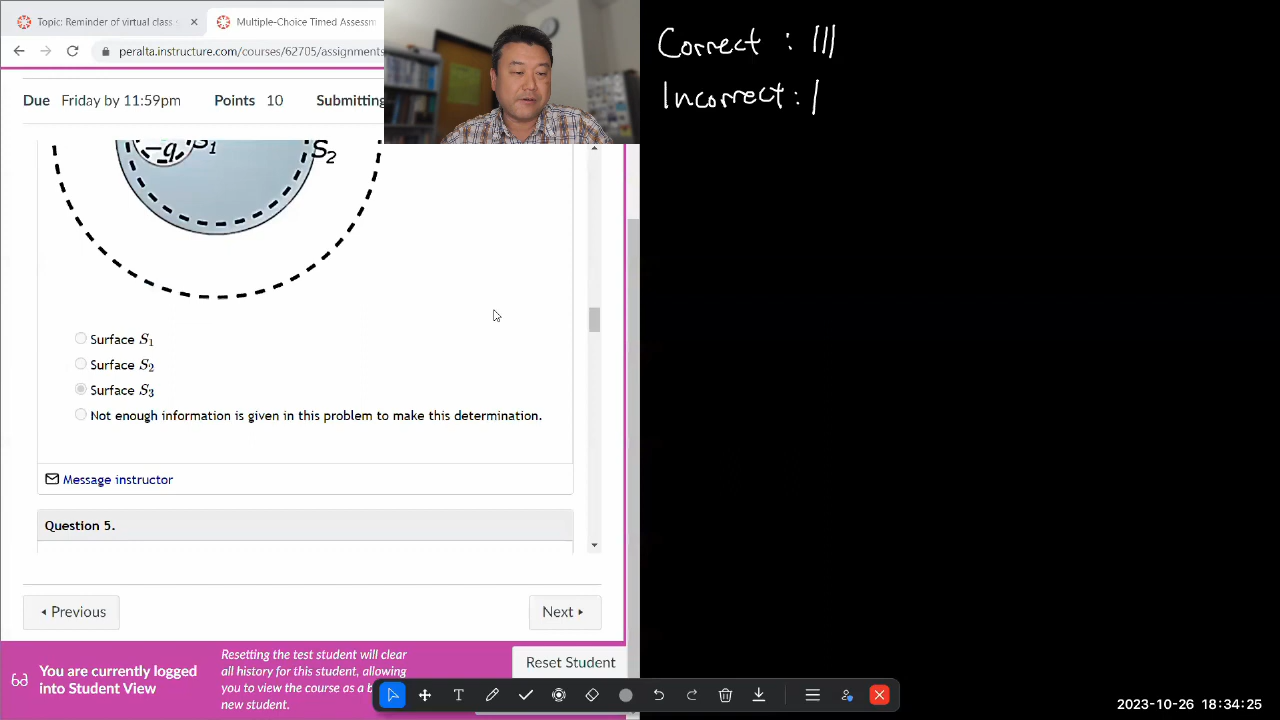 Topic: Reminder of virtual class
Multiple-Choice Timed Assessm
peralta.instructure.com/courses/62705/assignments
Due Friday by 11:59pm Points 10 Submitting
−q S1 S2
Surface S1
Surface S2
Surface S3
Not enough information is given in this problem to make this determination.
Message instructor
Question 5.
Previous
Next
You are currently logged
into Student View
Resetting the test student will clear
all history for this student, allowing
you to view the course as a b
new student.
Reset Student
Correct : |||
Incorrect : |
T
2023-10-26 18:34:25